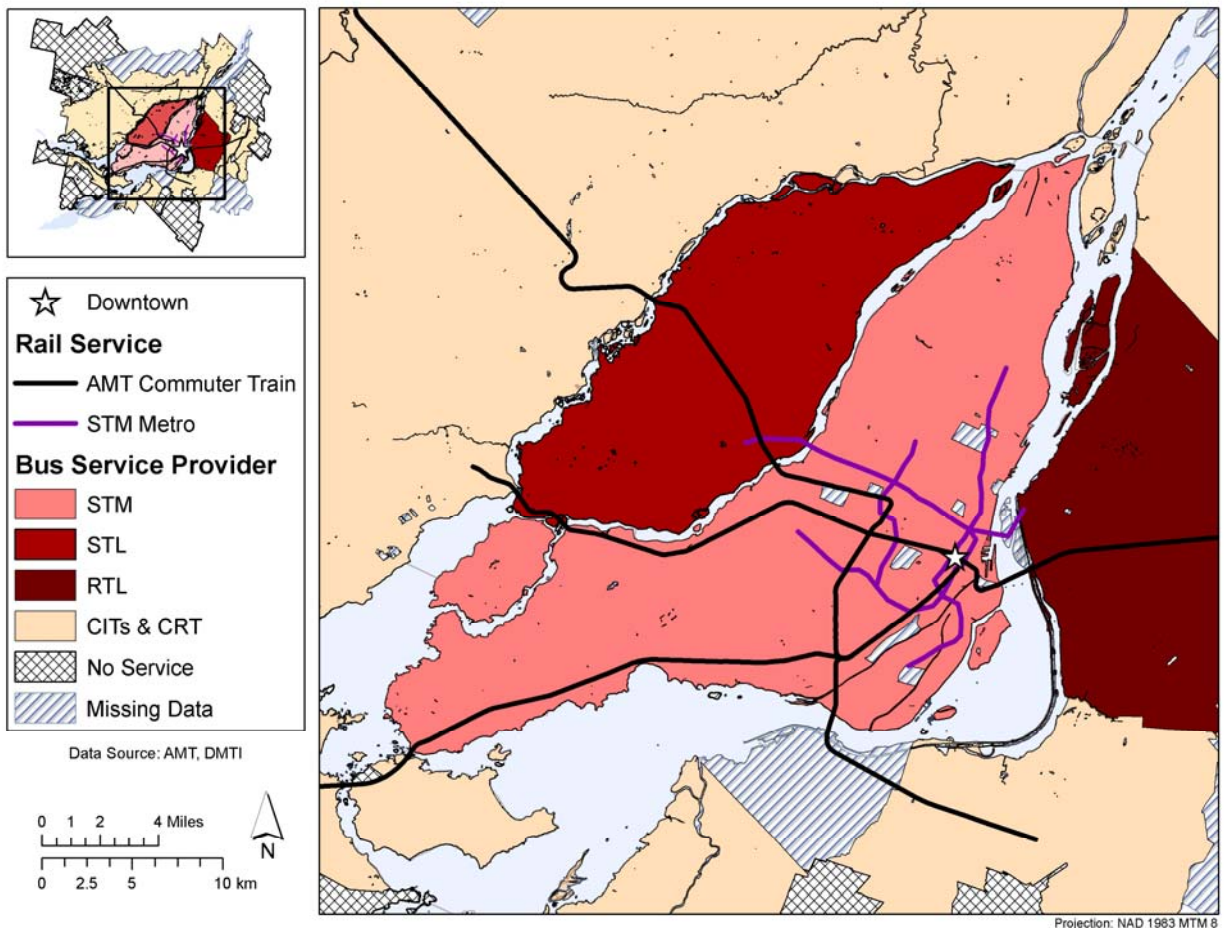 Downtown
Rail Service
AMT Commuter Train
STM Metro
Bus Service Provider
STM
STL
RTL
CITs & CRT
No Service
Missing Data
Data Source: AMT, DMTI
0 1 2 4 Miles
0 2.5 5 10 km
N
Projection: NAD 1983 MTM 8